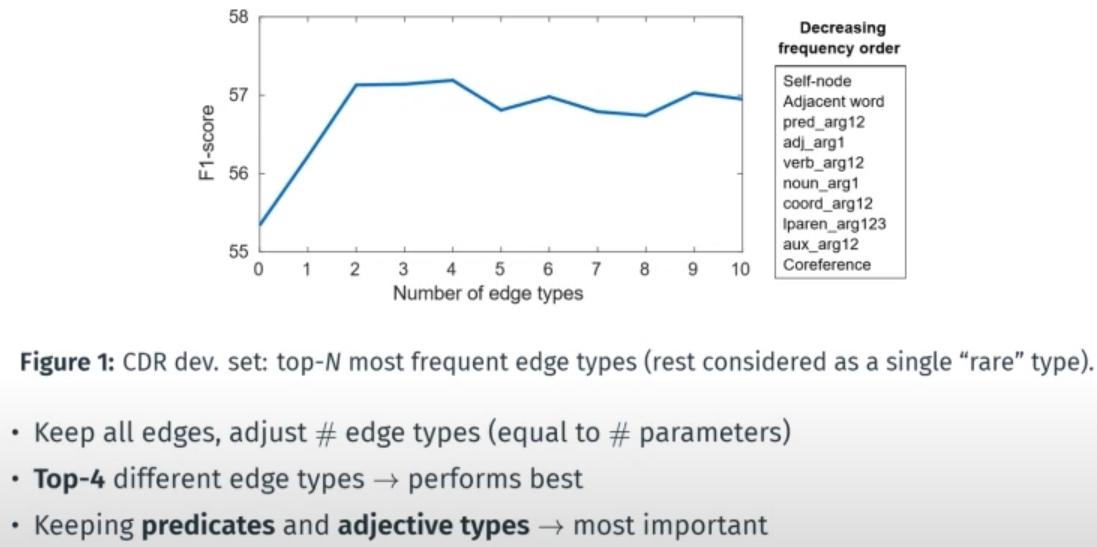 58
57
56
55
F1-score
0 1 2 3 4 5 6 7 8 9 10
Number of edge types
Decreasing
frequency order
Self-node
Adjacent word
pred_arg12
adj_arg1
verb_arg12
noun_arg1
coord_arg12
lparen_arg123
aux_arg12
Coreference
Figure 1: CDR dev. set: top-N most frequent edge types (rest considered as a single “rare” type).
• Keep all edges, adjust # edge types (equal to # parameters)
• Top-4 different edge types → performs best
• Keeping predicates and adjective types → most important